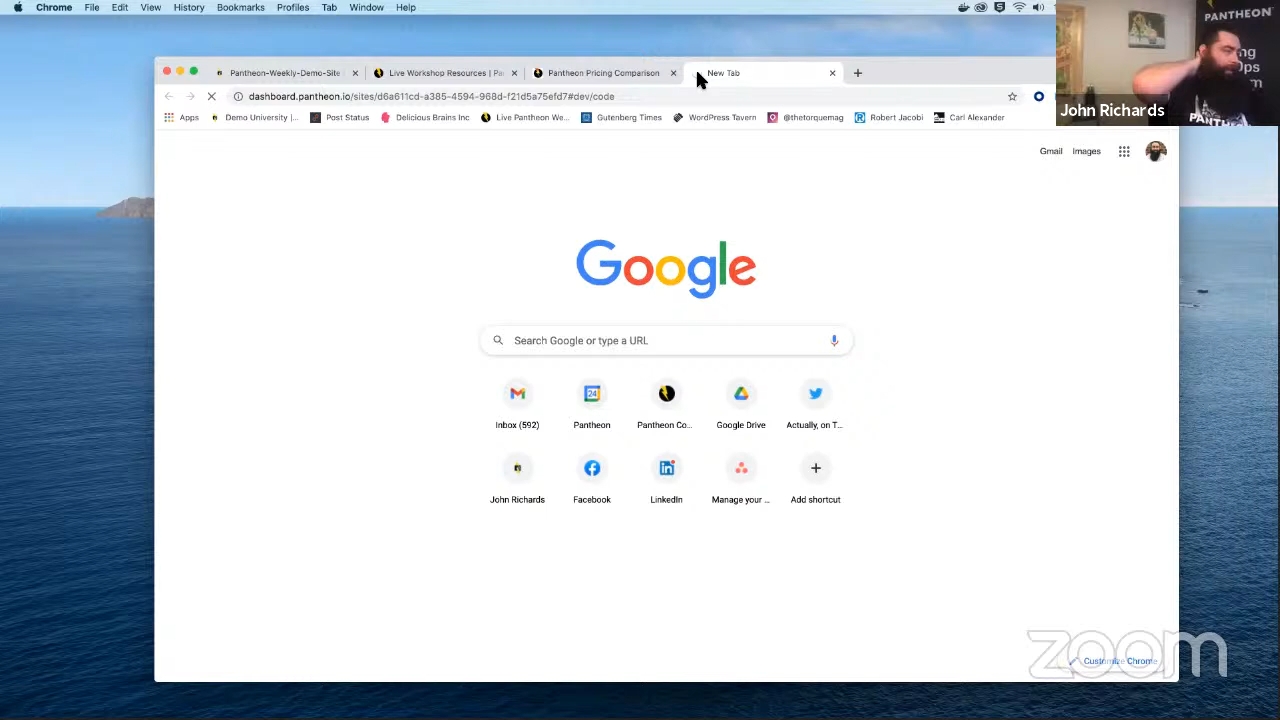 Chrome File Edit View History Bookmarks Profiles Tab Window Help
PANTHEON
John Richards
Pantheon-Weekly-Demo-Site
Live Workshop Resources | Pa
Pantheon Pricing Comparison
New Tab
dashboard.pantheon.io/sites/d6a611cd-a385-4594-968d-f21d5a75efd7#dev/code
Apps Demo University |... Post Status Delicious Brains Inc Live Pantheon We... Gutenberg Times WordPress Tavern @thetorquemag Robert Jacobi Carl Alexander
Gmail Images
Google
Search Google or type a URL
24
Inbox (592) Pantheon Pantheon Co... Google Drive Actually, on T...
John Richards Facebook LinkedIn Manage your ... Add shortcut
Customize Chrome
zoom